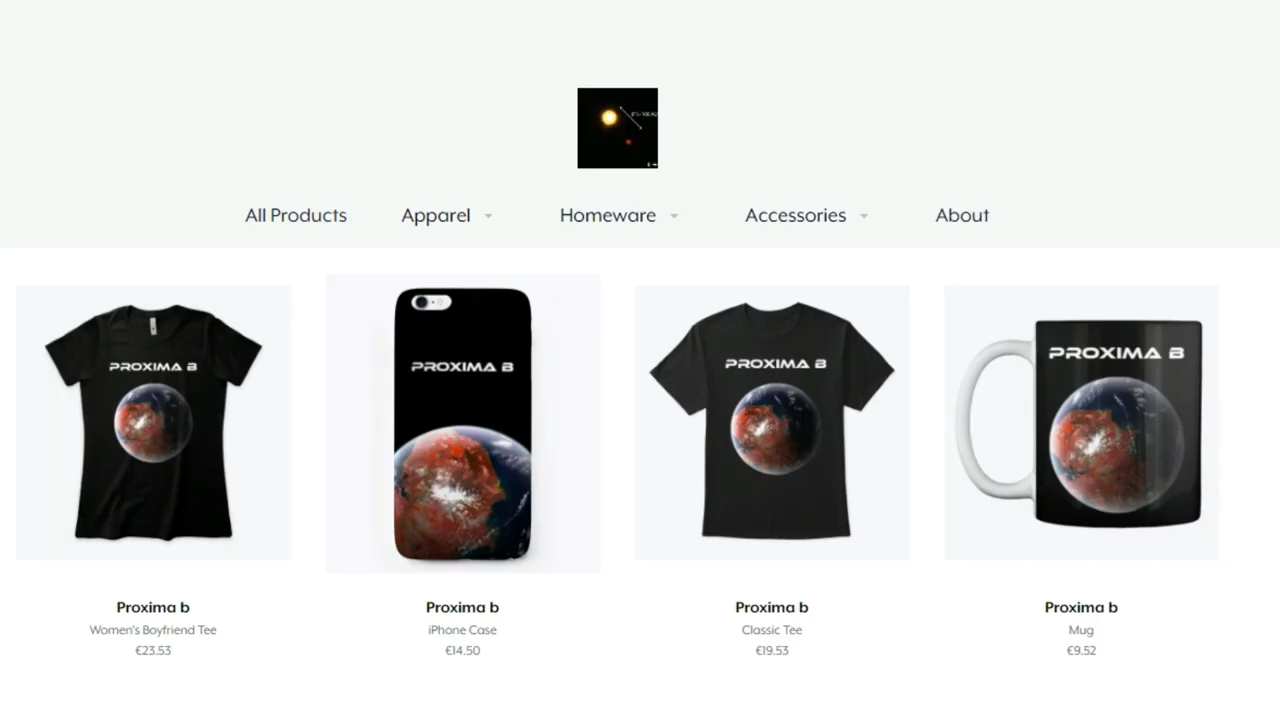 All Products Apparel Homeware Accessories About
PROXIMA B
PROXIMA B
PROXIMA B
PROXIMA B
Proxima b
Women's Boyfriend Tee
€23.53
Proxima b
iPhone Case
€14.50
Proxima b
Classic Tee
€19.53
Proxima b
Mug
€9.52